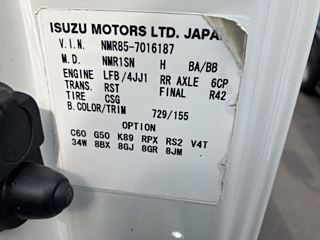 ISUZU MOTORS LTD. JAPAN
V.I.N. NMR85-7016187
M.D. NMR1SN H BA/BB
ENGINE LFB/4JJ1 RR AXLE 6CP
TRANS. RST FINAL R42
TIRE CSG
B.COLOR/TRIM 729/155
OPTION
C60 G50 K89 RPX RS2 V4T
34W 8BX 8GJ 8GR 8JM